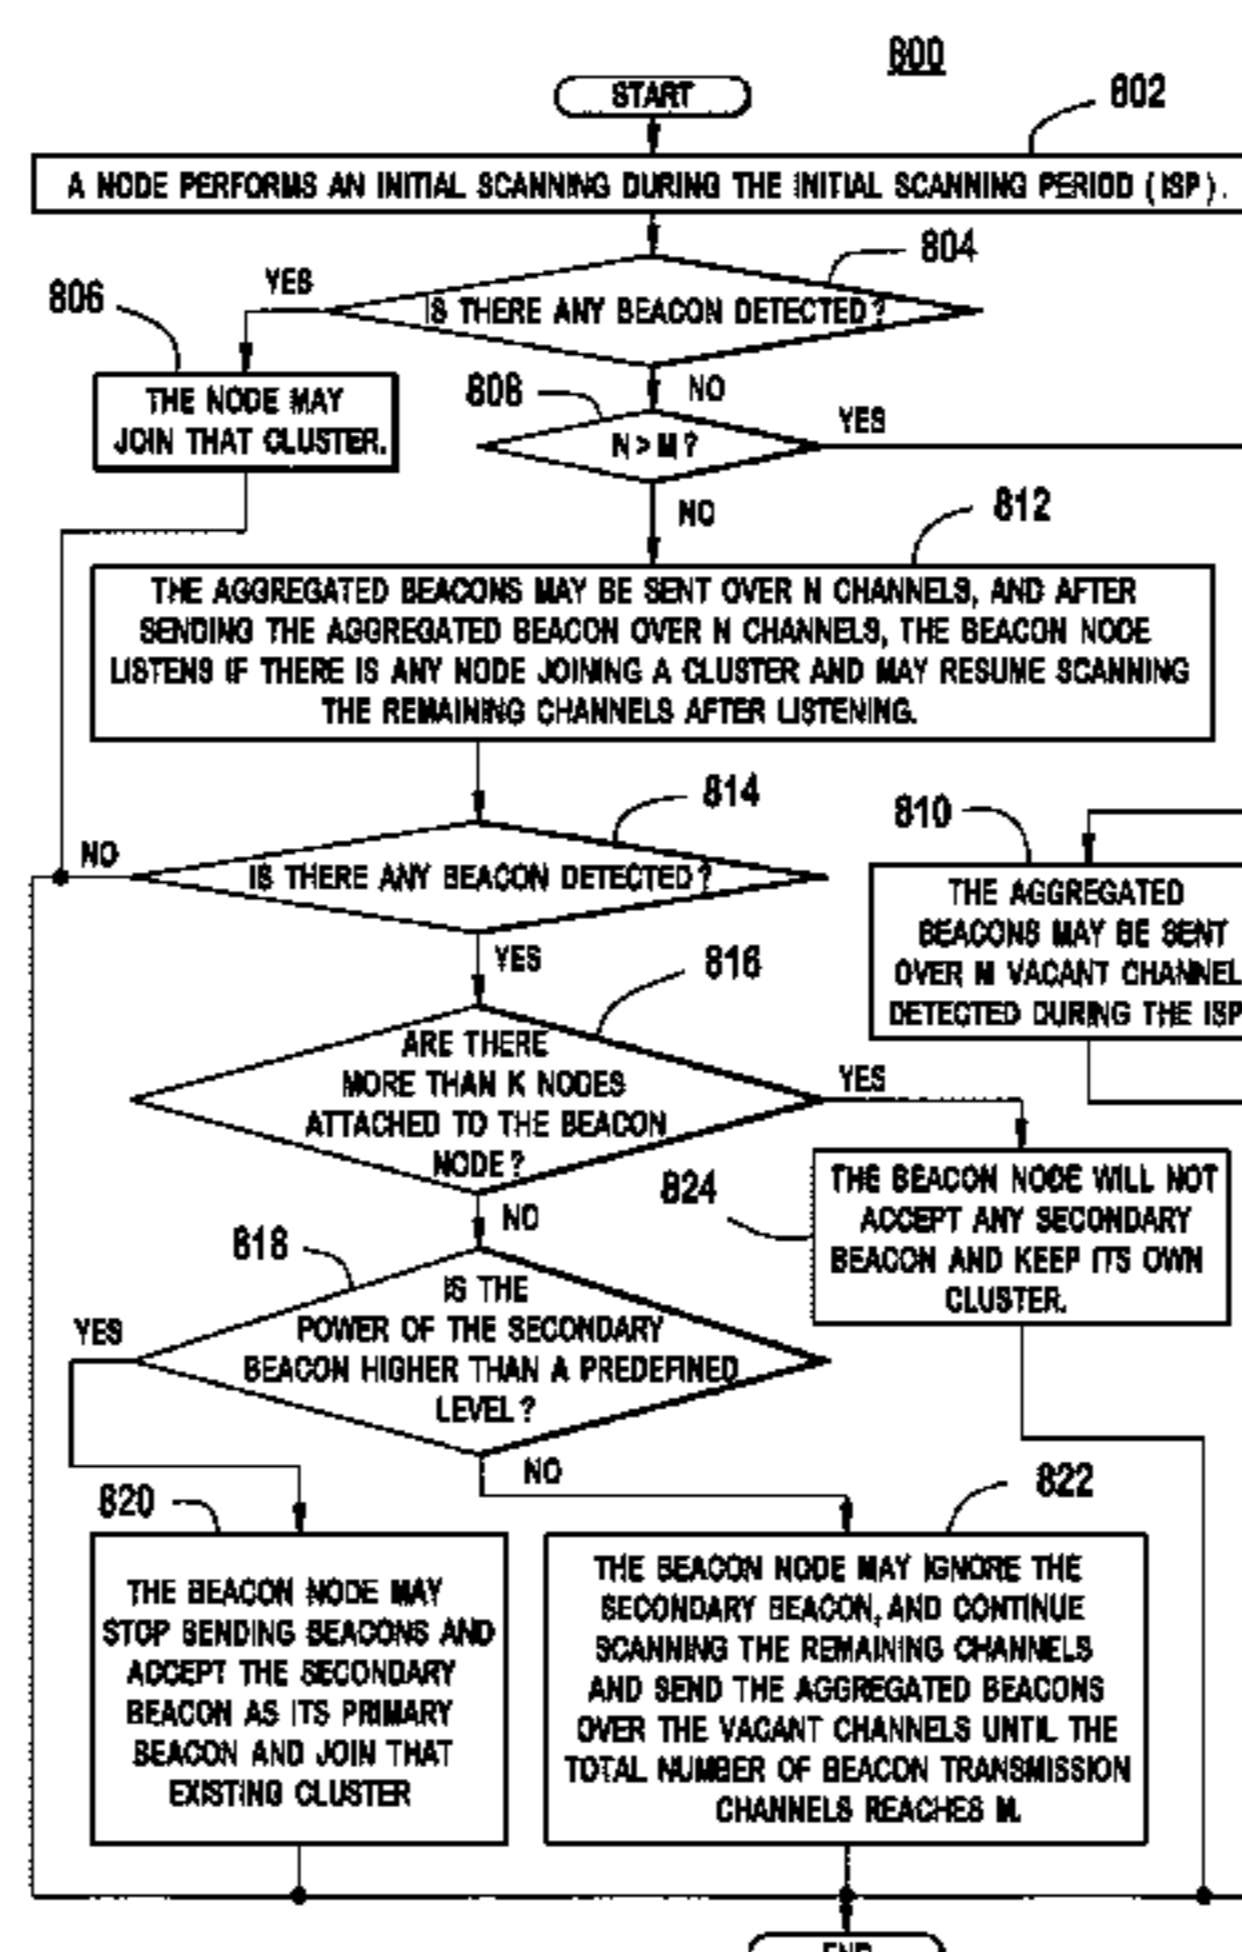 800
START
802
A NODE PERFORMS AN INITIAL SCANNING DURING THE INITIAL SCANNING PERIOD (ISP).
804
YES
806
IS THERE ANY BEACON DETECTED?
THE NODE MAY
JOIN THAT CLUSTER.
808
NO
N > M?
YES
NO
812
THE AGGREGATED BEACONS MAY BE SENT OVER N CHANNELS, AND AFTER
SENDING THE AGGREGATED BEACON OVER N CHANNELS, THE BEACON NODE
LISTENS IF THERE IS ANY NODE JOINING A CLUSTER AND MAY RESUME SCANNING
THE REMAINING CHANNELS AFTER LISTENING.
814
810
NO
IS THERE ANY BEACON DETECTED?
THE AGGREGATED
BEACONS MAY BE SENT
OVER M VACANT CHANNEL
DETECTED DURING THE ISP
YES
816
ARE THERE
MORE THAN K NODES
ATTACHED TO THE BEACON
NODE?
YES
824
THE BEACON NODE WILL NOT
ACCEPT ANY SECONDARY
BEACON AND KEEP ITS OWN
CLUSTER.
NO
818
IS THE
POWER OF THE SECONDARY
BEACON HIGHER THAN A PREDEFINED
LEVEL?
YES
NO
820
822
THE BEACON NODE MAY
STOP SENDING BEACONS AND
ACCEPT THE SECONDARY
BEACON AS ITS PRIMARY
BEACON AND JOIN THAT
EXISTING CLUSTER
THE BEACON NODE MAY IGNORE THE
SECONDARY BEACON, AND CONTINUE
SCANNING THE REMAINING CHANNELS
AND SEND THE AGGREGATED BEACONS
OVER THE VACANT CHANNELS UNTIL THE
TOTAL NUMBER OF BEACON TRANSMISSION
CHANNELS REACHES M.
END